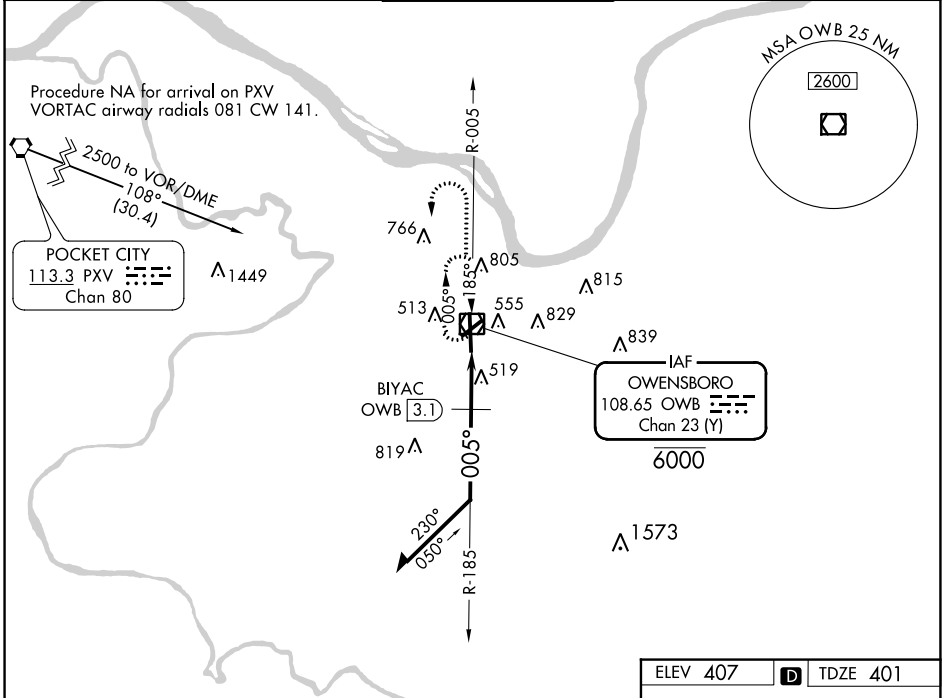 MSA OWB 25 NM
2600
Procedure NA for arrival on PXV
VORTAC airway radials 081 CW 141.
2500 to VOR/DME
108°
(30.4)
POCKET CITY
113.3 PXV
Chan 80
1449
R-005
766
805
185°
005°
815
513
555
829
839
519
IAF
OWENSBORO
108.65 OWB
Chan 23 (Y)
6000
BIYAC
OWB 3.1
819
005°
230°
050°
R-185
1573
ELEV 407 D TDZE 401